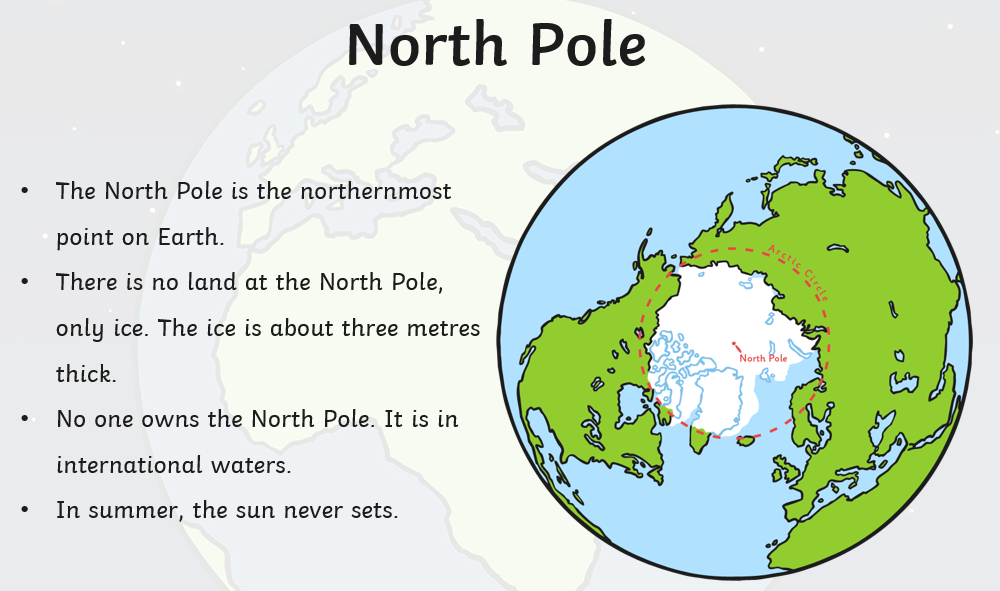 North Pole
• The North Pole is the northernmost
point on Earth.
• There is no land at the North Pole,
only ice. The ice is about three metres
thick.
• No one owns the North Pole. It is in
international waters.
• In summer, the sun never sets.
Arctic Circle
North Pole